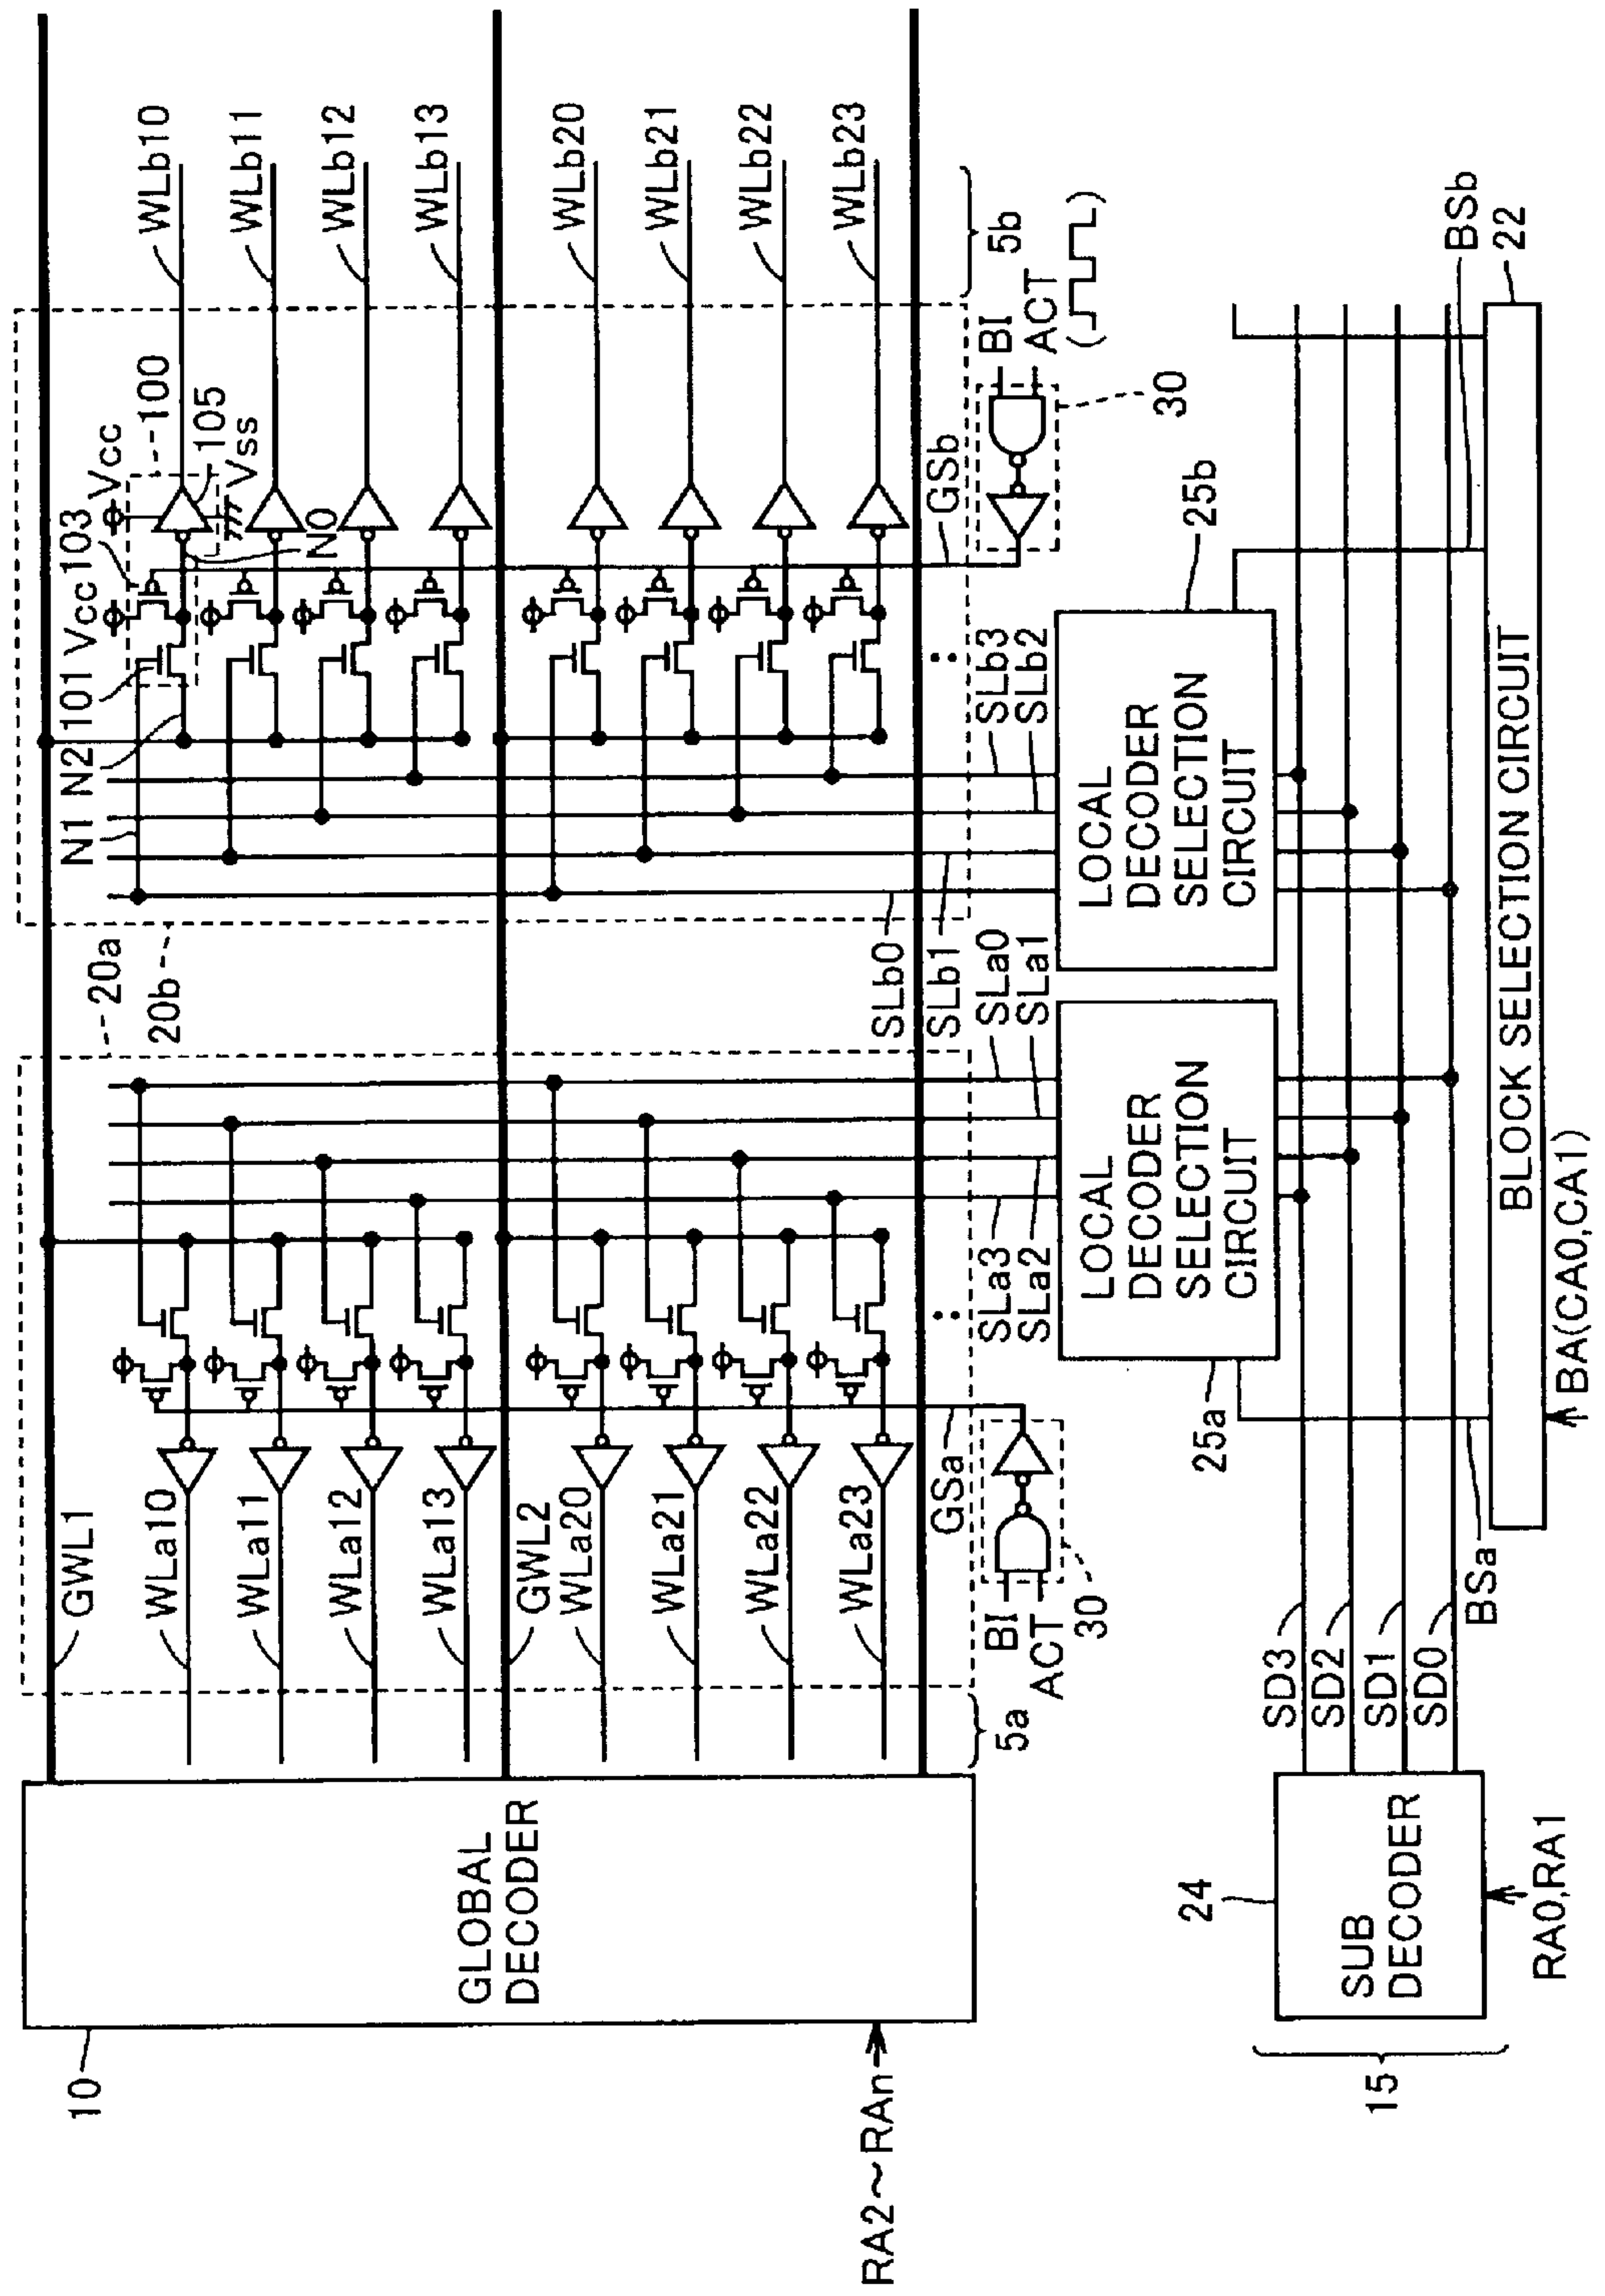 10
GLOBAL
DECODER
RA2~RAn
GWL1
WLa10
WLa11
WLa12
WLa13
GWL2
WLa20
WLa21
WLa22
WLa23
5a
GSa
BI
ACT
30
20a
20b
SLa3
SLa2
SLa0
SLa1
SLb0
SLb1
SLb3
SLb2
N1
N2
101
Vcc
103
Vcc
100
105
Vss
N0
WLb10
WLb11
WLb12
WLb13
WLb20
WLb21
WLb22
WLb23
5b
GSb
BI
ACT
30
25a
LOCAL
DECODER
SELECTION
CIRCUIT
25b
LOCAL
DECODER
SELECTION
CIRCUIT
24
SUB
DECODER
RA0,RA1
15
SD3
SD2
SD1
SD0
BSa
BSb
22
BLOCK SELECTION CIRCUIT
BA(CA0,CA1)